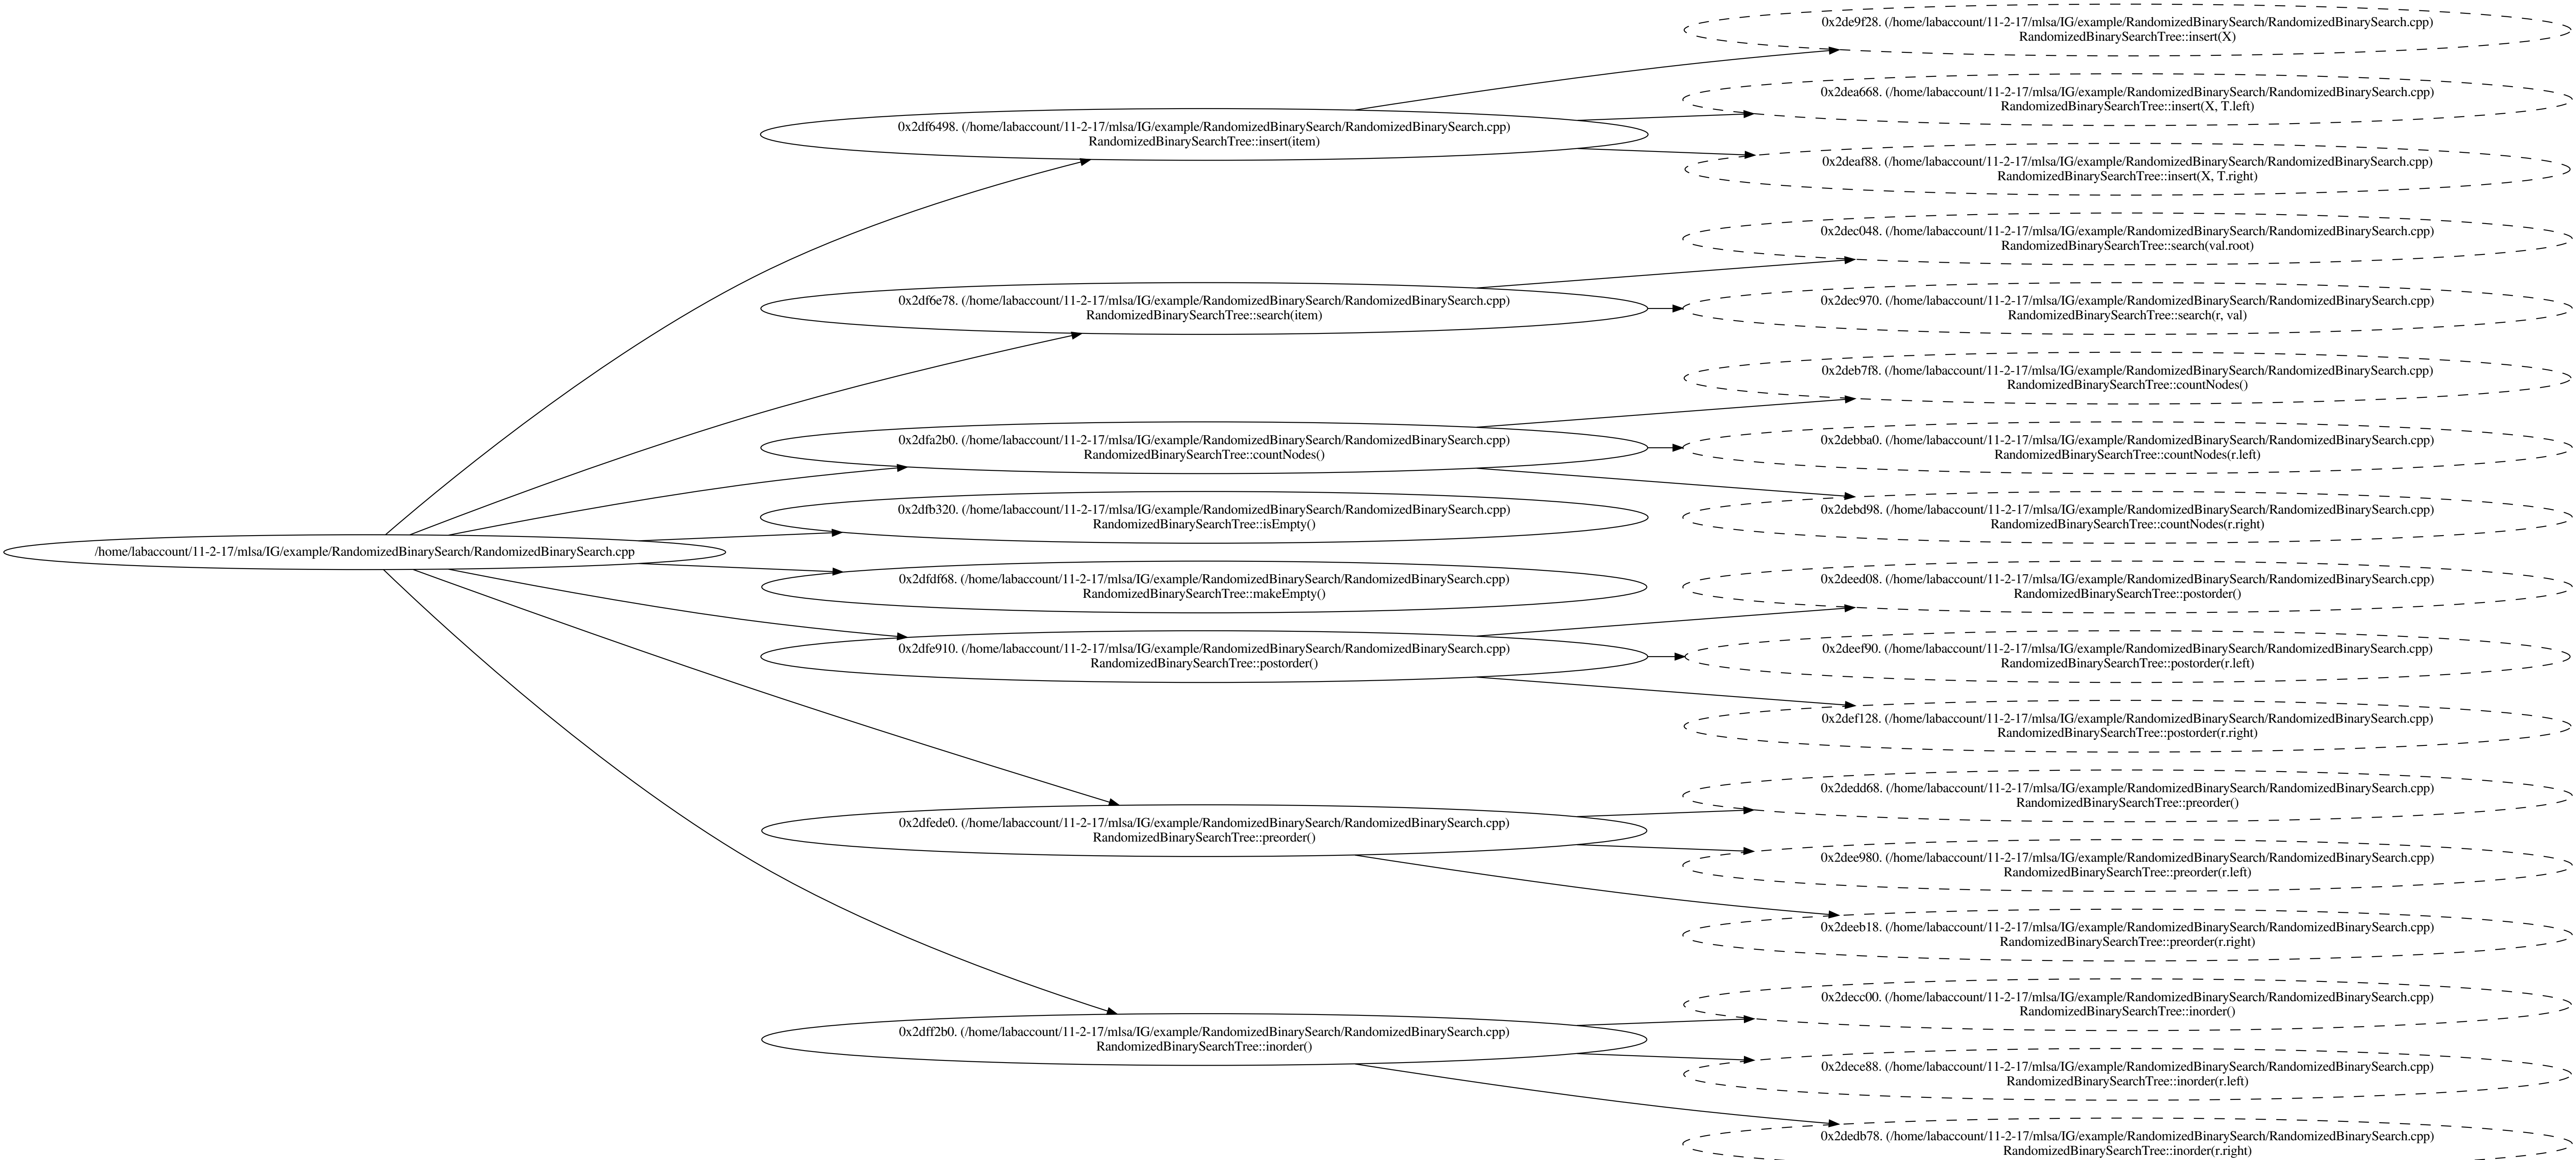 /home/labaccount/11-2-17/mlsa/IG/example/RandomizedBinarySearch/RandomizedBinarySearch.cpp
0x2df6498. (/home/labaccount/11-2-17/mlsa/IG/example/RandomizedBinarySearch/RandomizedBinarySearch.cpp)
RandomizedBinarySearchTree::insert(item)
0x2df6e78. (/home/labaccount/11-2-17/mlsa/IG/example/RandomizedBinarySearch/RandomizedBinarySearch.cpp)
RandomizedBinarySearchTree::search(item)
0x2dfa2b0. (/home/labaccount/11-2-17/mlsa/IG/example/RandomizedBinarySearch/RandomizedBinarySearch.cpp)
RandomizedBinarySearchTree::countNodes()
0x2dfb320. (/home/labaccount/11-2-17/mlsa/IG/example/RandomizedBinarySearch/RandomizedBinarySearch.cpp)
RandomizedBinarySearchTree::isEmpty()
0x2dfdf68. (/home/labaccount/11-2-17/mlsa/IG/example/RandomizedBinarySearch/RandomizedBinarySearch.cpp)
RandomizedBinarySearchTree::makeEmpty()
0x2dfe910. (/home/labaccount/11-2-17/mlsa/IG/example/RandomizedBinarySearch/RandomizedBinarySearch.cpp)
RandomizedBinarySearchTree::postorder()
0x2dfede0. (/home/labaccount/11-2-17/mlsa/IG/example/RandomizedBinarySearch/RandomizedBinarySearch.cpp)
RandomizedBinarySearchTree::preorder()
0x2dff2b0. (/home/labaccount/11-2-17/mlsa/IG/example/RandomizedBinarySearch/RandomizedBinarySearch.cpp)
RandomizedBinarySearchTree::inorder()
0x2de9f28. (/home/labaccount/11-2-17/mlsa/IG/example/RandomizedBinarySearch/RandomizedBinarySearch.cpp)
RandomizedBinarySearchTree::insert(X)
0x2dea668. (/home/labaccount/11-2-17/mlsa/IG/example/RandomizedBinarySearch/RandomizedBinarySearch.cpp)
RandomizedBinarySearchTree::insert(X, T.left)
0x2deaf88. (/home/labaccount/11-2-17/mlsa/IG/example/RandomizedBinarySearch/RandomizedBinarySearch.cpp)
RandomizedBinarySearchTree::insert(X, T.right)
0x2dec048. (/home/labaccount/11-2-17/mlsa/IG/example/RandomizedBinarySearch/RandomizedBinarySearch.cpp)
RandomizedBinarySearchTree::search(val.root)
0x2dec970. (/home/labaccount/11-2-17/mlsa/IG/example/RandomizedBinarySearch/RandomizedBinarySearch.cpp)
RandomizedBinarySearchTree::search(r, val)
0x2deb7f8. (/home/labaccount/11-2-17/mlsa/IG/example/RandomizedBinarySearch/RandomizedBinarySearch.cpp)
RandomizedBinarySearchTree::countNodes()
0x2debba0. (/home/labaccount/11-2-17/mlsa/IG/example/RandomizedBinarySearch/RandomizedBinarySearch.cpp)
RandomizedBinarySearchTree::countNodes(r.left)
0x2debd98. (/home/labaccount/11-2-17/mlsa/IG/example/RandomizedBinarySearch/RandomizedBinarySearch.cpp)
RandomizedBinarySearchTree::countNodes(r.right)
0x2deed08. (/home/labaccount/11-2-17/mlsa/IG/example/RandomizedBinarySearch/RandomizedBinarySearch.cpp)
RandomizedBinarySearchTree::postorder()
0x2deef90. (/home/labaccount/11-2-17/mlsa/IG/example/RandomizedBinarySearch/RandomizedBinarySearch.cpp)
RandomizedBinarySearchTree::postorder(r.left)
0x2def128. (/home/labaccount/11-2-17/mlsa/IG/example/RandomizedBinarySearch/RandomizedBinarySearch.cpp)
RandomizedBinarySearchTree::postorder(r.right)
0x2dedd68. (/home/labaccount/11-2-17/mlsa/IG/example/RandomizedBinarySearch/RandomizedBinarySearch.cpp)
RandomizedBinarySearchTree::preorder()
0x2dee980. (/home/labaccount/11-2-17/mlsa/IG/example/RandomizedBinarySearch/RandomizedBinarySearch.cpp)
RandomizedBinarySearchTree::preorder(r.left)
0x2deeb18. (/home/labaccount/11-2-17/mlsa/IG/example/RandomizedBinarySearch/RandomizedBinarySearch.cpp)
RandomizedBinarySearchTree::preorder(r.right)
0x2decc00. (/home/labaccount/11-2-17/mlsa/IG/example/RandomizedBinarySearch/RandomizedBinarySearch.cpp)
RandomizedBinarySearchTree::inorder()
0x2dece88. (/home/labaccount/11-2-17/mlsa/IG/example/RandomizedBinarySearch/RandomizedBinarySearch.cpp)
RandomizedBinarySearchTree::inorder(r.left)
0x2dedb78. (/home/labaccount/11-2-17/mlsa/IG/example/RandomizedBinarySearch/RandomizedBinarySearch.cpp)
RandomizedBinarySearchTree::inorder(r.right)